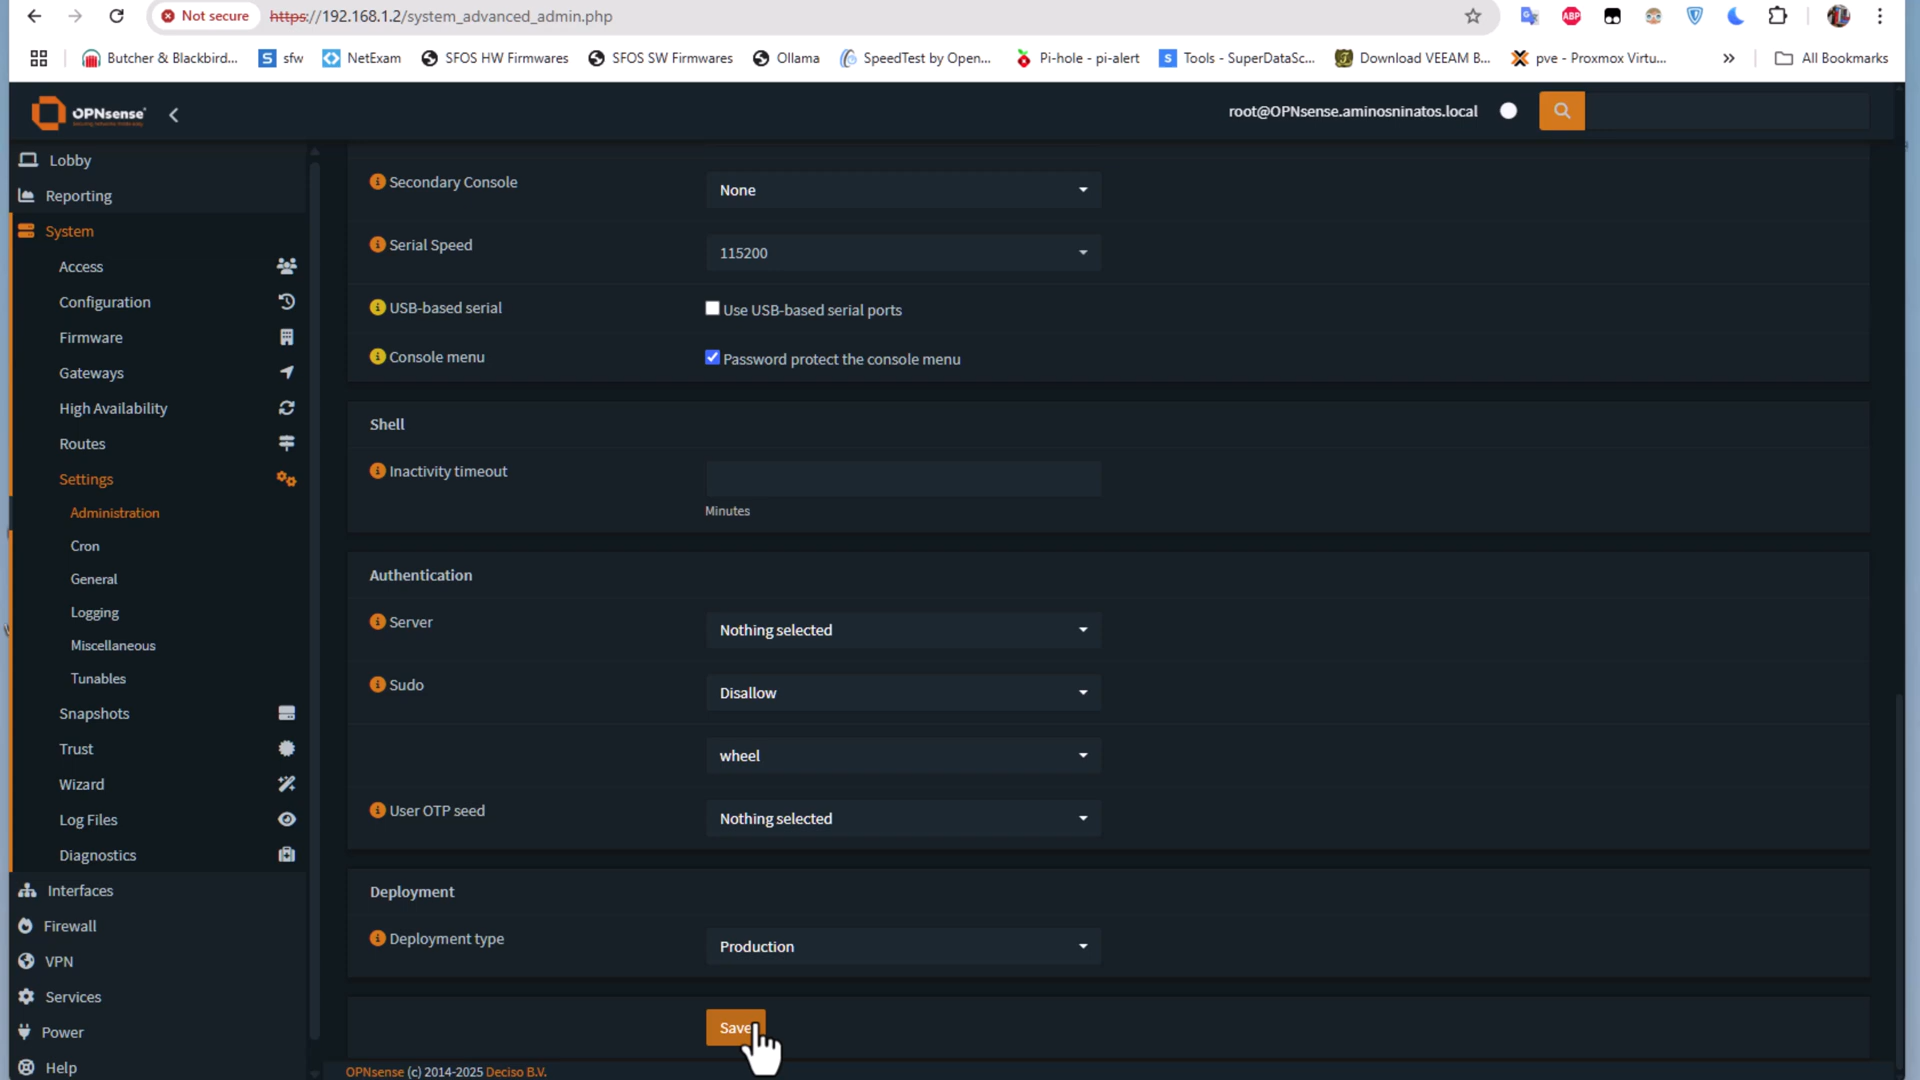 Not secure https://192.168.1.2/system_advanced_admin.php
ABP
Butcher & Blackbird... S sfw NetExam SFOS HW Firmwares SFOS SW Firmwares Ollama SpeedTest by Open... Pi-hole - pi-alert S Tools - SuperDataSc... Download VEEAM B... pve - Proxmox Virtu... » All Bookmarks
OPNsense
root@OPNsense.aminosninatos.local
Lobby
Reporting
System
Access
Configuration
Firmware
Gateways
High Availability
Routes
Settings
Administration
Cron
General
Logging
Miscellaneous
Tunables
Snapshots
Trust
Wizard
Log Files
Diagnostics
Interfaces
Firewall
VPN
Services
Power
Help
Secondary Console None
Serial Speed 115200
USB-based serial Use USB-based serial ports
Console menu Password protect the console menu
Shell
Inactivity timeout
Minutes
Authentication
Server Nothing selected
Sudo Disallow
wheel
User OTP seed Nothing selected
Deployment
Deployment type Production
Save
OPNsense (c) 2014-2025 Deciso B.V.